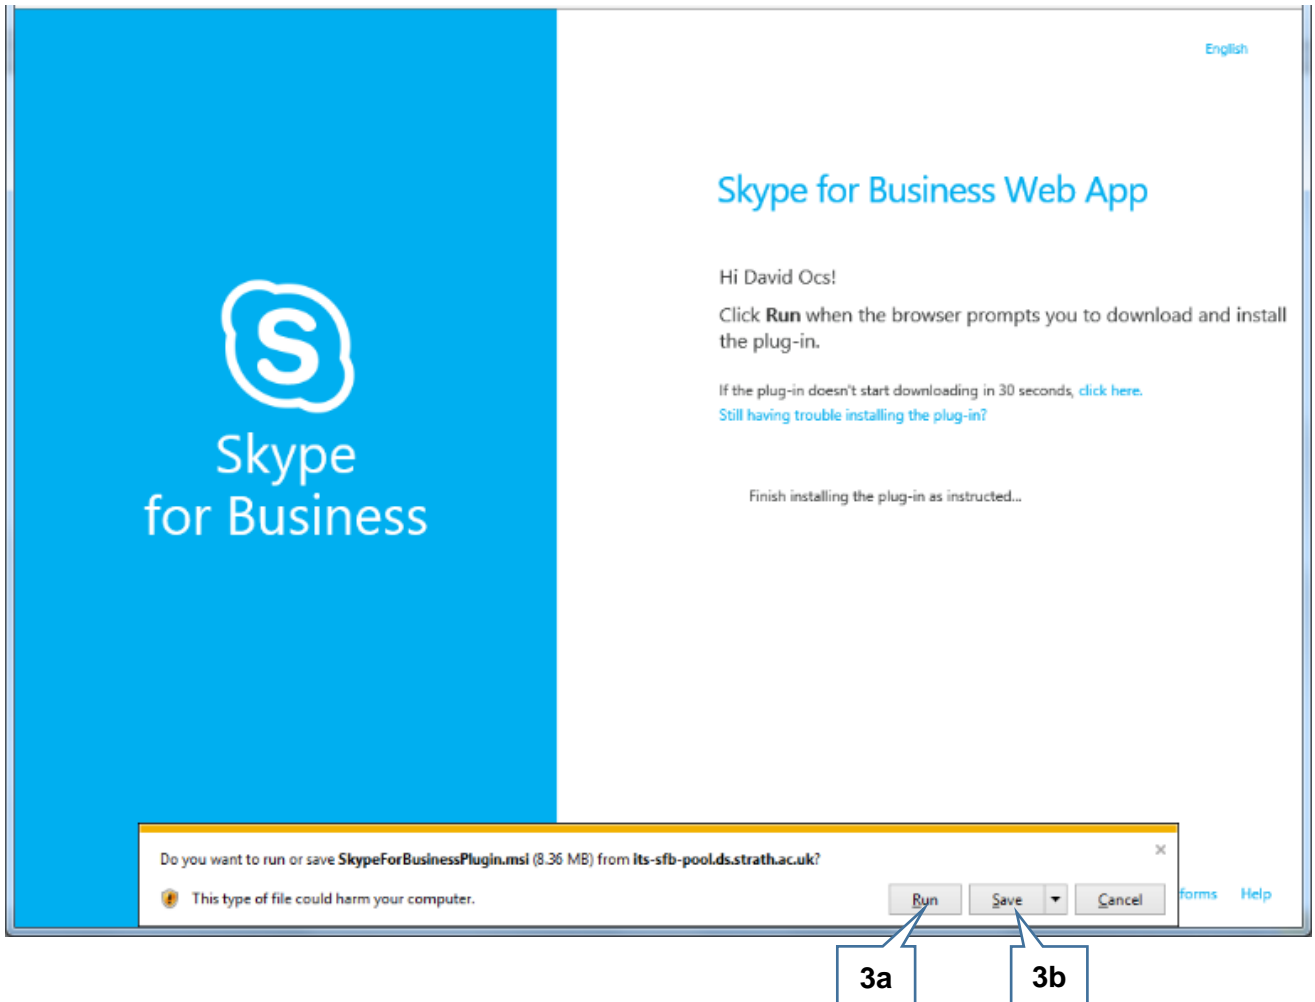 English
Skype for Business Web App
Hi David Ocs!
Click Run when the browser prompts you to download and install
the plug-in.
If the plug-in doesn't start downloading in 30 seconds, click here.
Still having trouble installing the plug-in?
Finish installing the plug-in as instructed...
S
Skype
for Business
Do you want to run or save SkypeForBusinessPlugin.msi (8.36 MB) from its-sfb-pool.ds.strath.ac.uk?
This type of file could harm your computer.
Run Save Cancel
forms Help
3a 3b